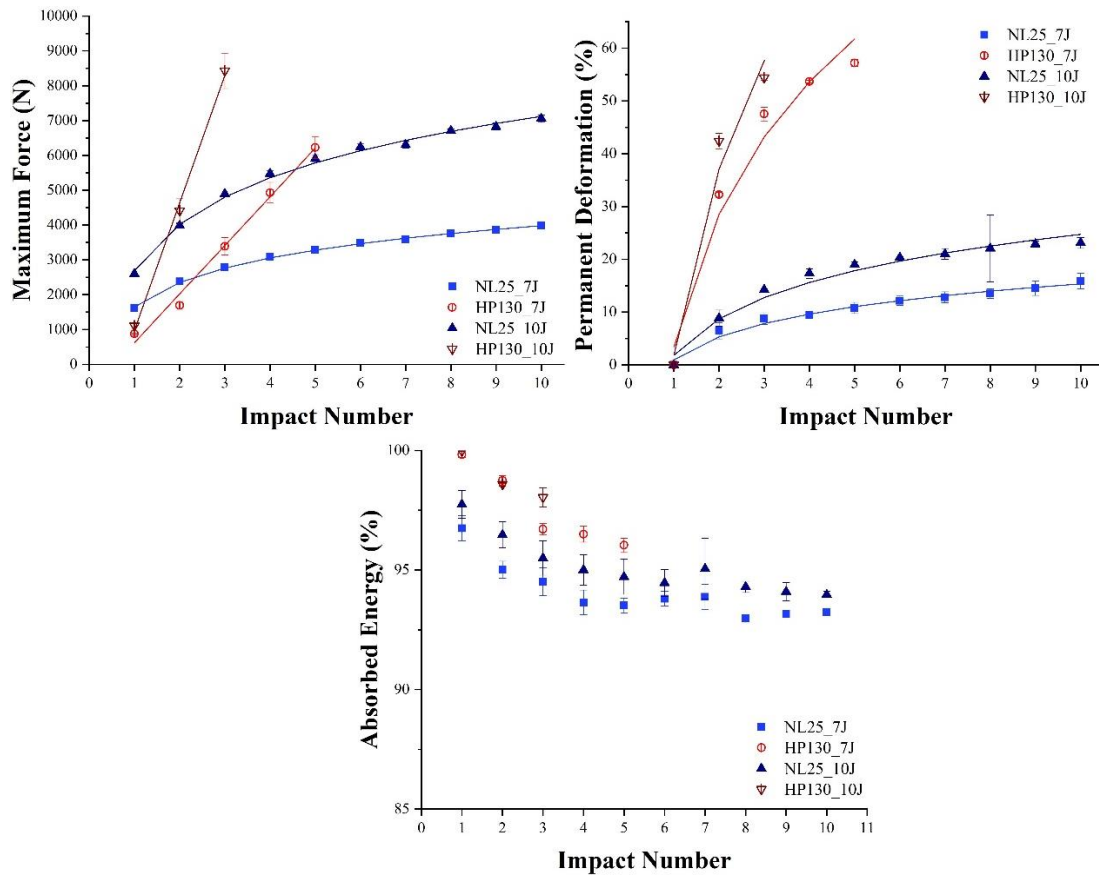 Maximum Force (N)
10000
9000
8000
7000
6000
5000
4000
3000
2000
1000
0
0 1 2 3 4 5 6 7 8 9 10
Impact Number
NL25_7J
HP130_7J
NL25_10J
HP130_10J
Permanent Deformation (%)
60
50
40
30
20
10
0
0 1 2 3 4 5 6 7 8 9 10
Impact Number
NL25_7J
HP130_7J
NL25_10J
HP130_10J
Absorbed Energy (%)
100
95
90
85
0 1 2 3 4 5 6 7 8 9 10 11
Impact Number
NL25_7J
HP130_7J
NL25_10J
HP130_10J